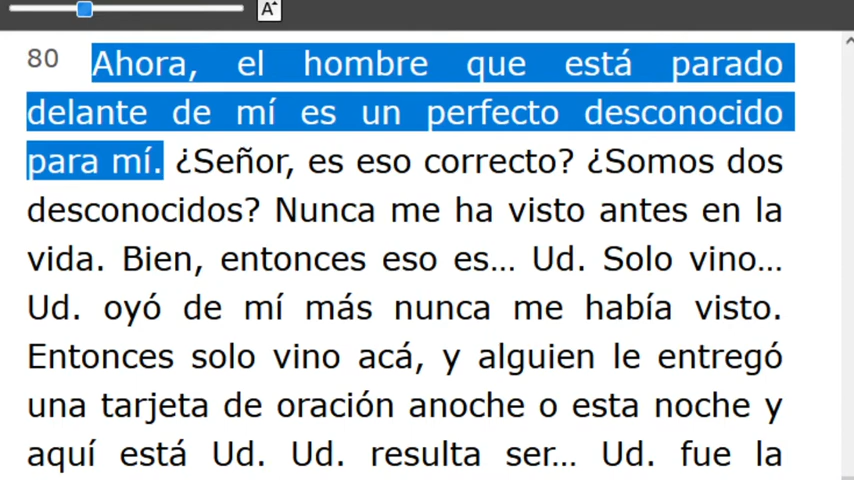 A
80 Ahora, el hombre que está parado
delante de mí es un perfecto desconocido
para mí. ¿Señor, es eso correcto? ¿Somos dos
desconocidos? Nunca me ha visto antes en la
vida. Bien, entonces eso es... Ud. Solo vino...
Ud. oyó de mí más nunca me había visto.
Entonces solo vino acá, y alguien le entregó
una tarjeta de oración anoche o esta noche y
aquí está Ud. Ud. resulta ser... Ud. fue la